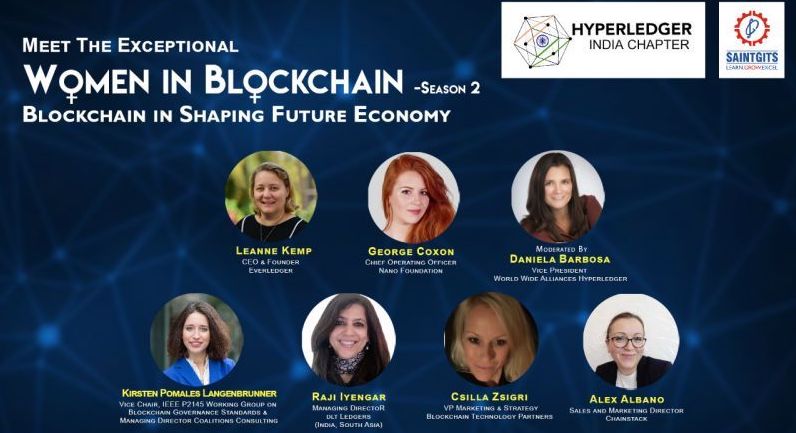 MEET THE EXCEPTIONAL
WOMEN IN BLOCKCHAIN -SEASON 2
BLOCKCHAIN IN SHAPING FUTURE ECONOMY
HYPERLEDGER
INDIA CHAPTER
SAINTGITS
LEARN.GROW.EXCEL
LEANNE KEMP
CEO & FOUNDER
EVERLEDGER
GEORGE COXON
CHIEF OPERATING OFFICER
NANO FOUNDATION
MODERATED BY
DANIELA BARBOSA
VICE PRESIDENT
WORLD WIDE ALLIANCES HYPERLEDGER
KIRSTEN POMALES LANGENBRUNNER
VICE CHAIR, IEEE P2145 WORKING GROUP ON
BLOCKCHAIN GOVERNANCE STANDARDS &
MANAGING DIRECTOR COALITIONS CONSULTING
RAJI IYENGAR
MANAGING DIRECTOR
DLT LEDGERS
(INDIA, SOUTH ASIA)
CSILLA ZSIGRI
VP MARKETING & STRATEGY
BLOCKCHAIN TECHNOLOGY PARTNERS
ALEX ALBANO
SALES AND MARKETING DIRECTOR
CHAINSTACK